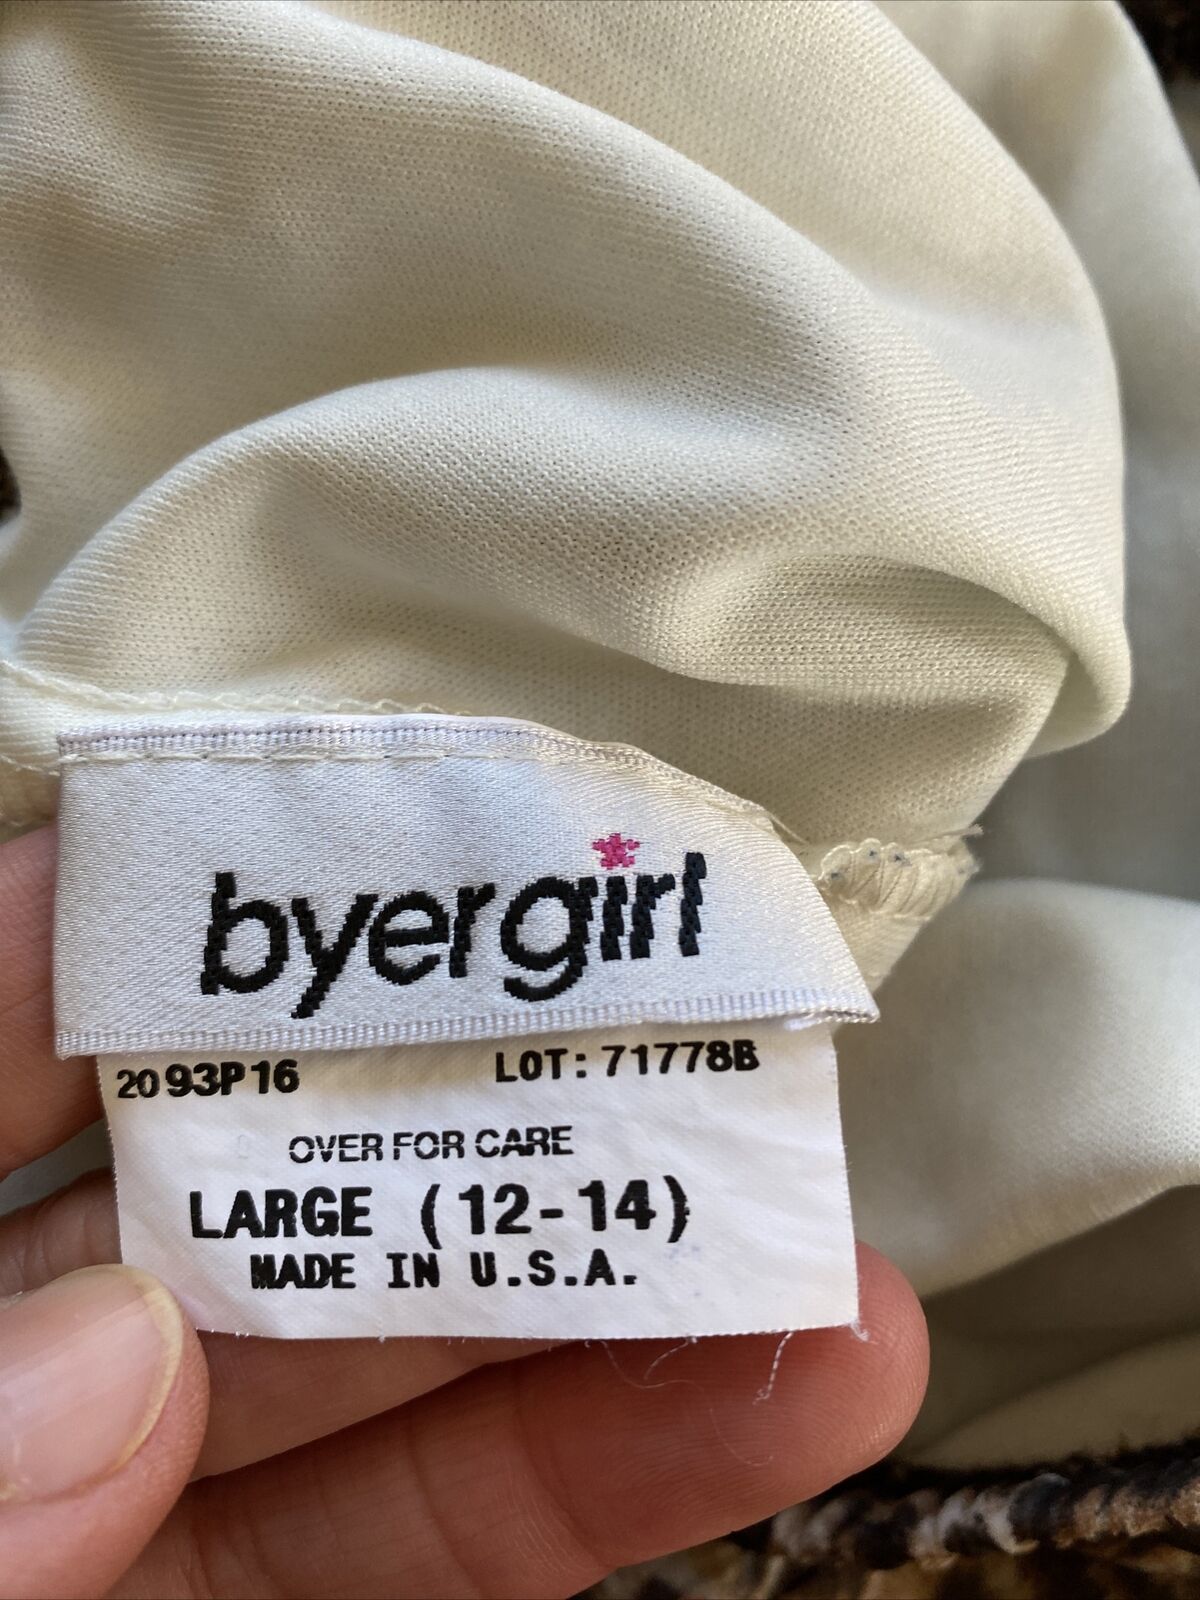 byergirl
2093P16 LOT: 71778B
OVER FOR CARE
LARGE (12-14)
MADE IN U.S.A.